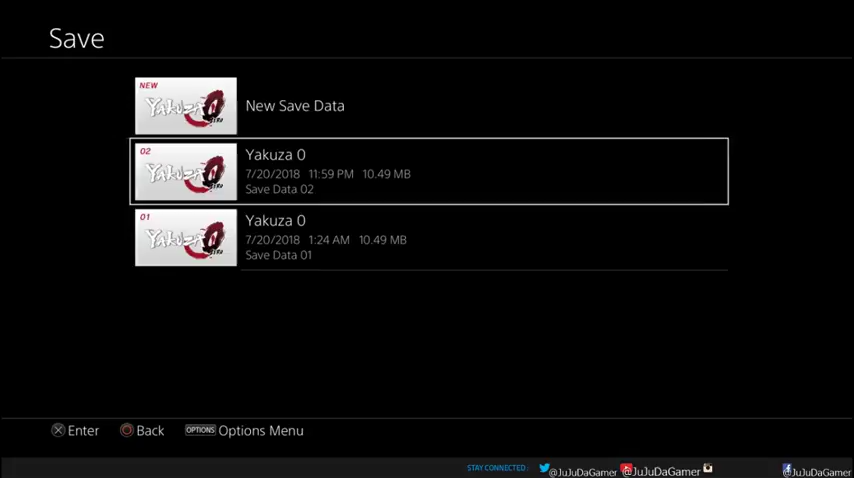 Save
NEW
YAKUZA 0
New Save Data
02
YAKUZA 0
Yakuza 0
7/20/2018 11:59 PM 10.49 MB
Save Data 02
01
YAKUZA 0
Yakuza 0
7/20/2018 1:24 AM 10.49 MB
Save Data 01
Enter
Back
OPTIONS Options Menu
STAY CONNECTED: @JuJuDaGamer @JuJuDaGamer @JuJuDaGamer